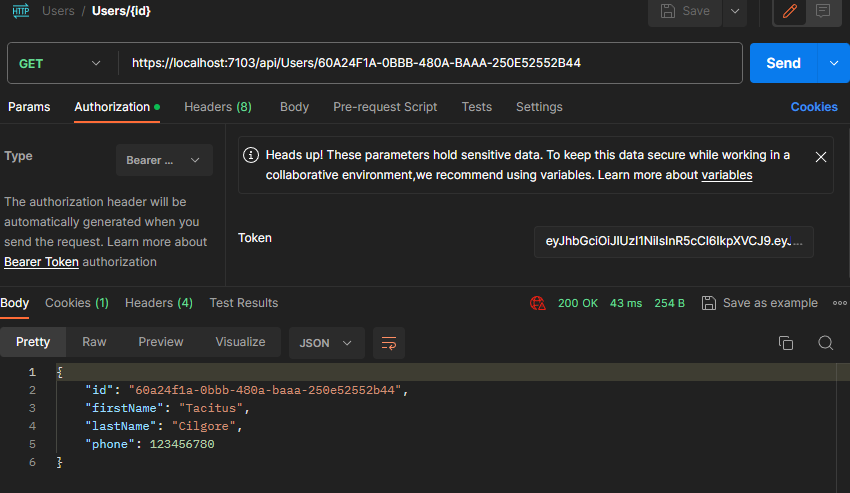 HTTP Users / Users/{id} Save
GET https://localhost:7103/api/Users/60A24F1A-0BBB-480A-BAAA-250E52552B44 Send
Params Authorization Headers (8) Body Pre-request Script Tests Settings Cookies
Type Bearer ...
Heads up! These parameters hold sensitive data. To keep this data secure while working in a
collaborative environment,we recommend using variables. Learn more about variables
The authorization header will be
automatically generated when you
send the request. Learn more about
Bearer Token authorization
Token eyJhbGciOiJIUzI1NiIsInR5cCI6IkpXVCJ9.eyJ...
Body Cookies (1) Headers (4) Test Results 200 OK 43 ms 254 B Save as example
Pretty Raw Preview Visualize JSON
1 {
2 "id": "60a24f1a-0bbb-480a-baaa-250e52552b44",
3 "firstName": "Tacitus",
4 "lastName": "Cilgore",
5 "phone": 123456780
6 }